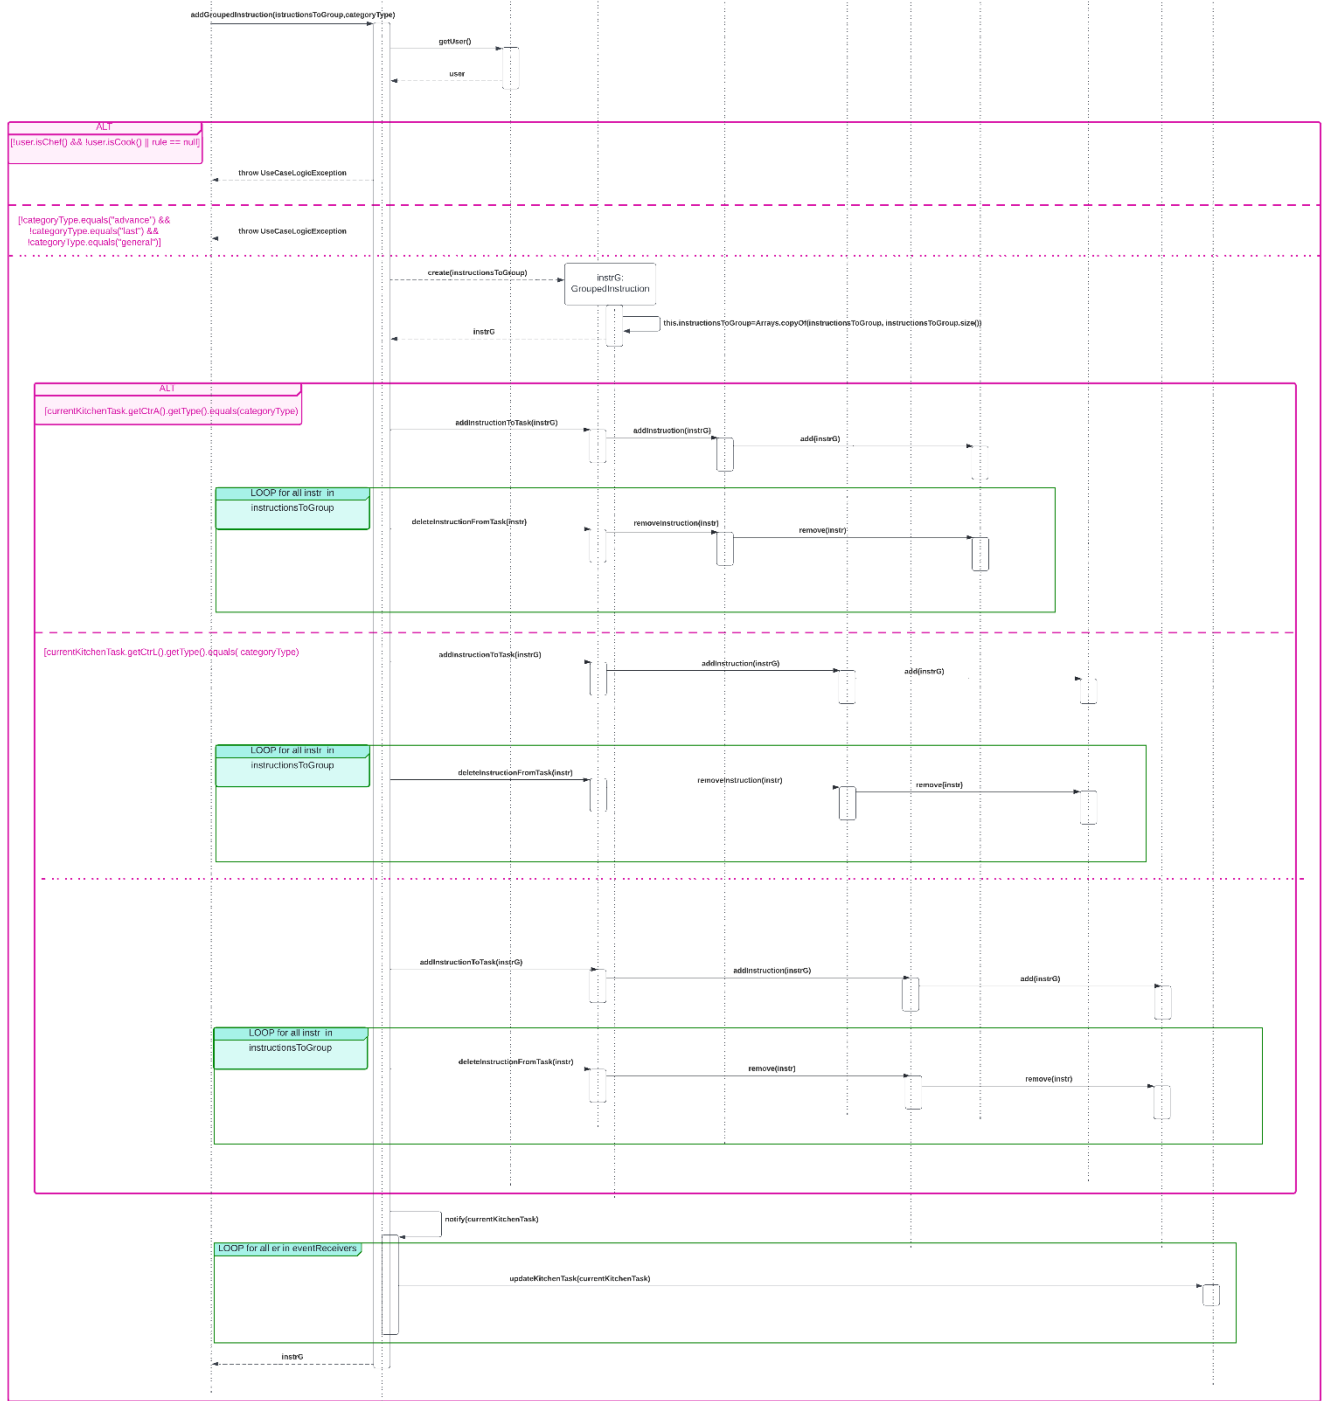 addGroupedInstruction(istructionsToGroup,categoryType)
getUser()
user
ALT
[!user.isChef() && !user.isCook() || rule == null]
throw UseCaseLogicException
[!categoryType.equals("advance") &&
!categoryType.equals("last") &&
!categoryType.equals("general")]
throw UseCaseLogicException
create(instructionsToGroup)
instrG:
GroupedInstruction
this.instructionsToGroup=Arrays.copyOf(instructionsToGroup, instructionsToGroup.size())
instrG
ALT
[currentKitchenTask.getCtrA().getType().equals(categoryType)
addInstructionToTask(instrG)
addInstruction(instrG)
add(instrG)
LOOP for all instr in
instructionsToGroup
deleteInstructionFromTask(instr)
removeInstruction(instr)
remove(instr)
[currentKitchenTask.getCtrL().getType().equals( categoryType)
addInstructionToTask(instrG)
addInstruction(instrG)
add(instrG)
LOOP for all instr in
instructionsToGroup
deleteInstructionFromTask(instr)
removeInstruction(instr)
remove(instr)
addInstructionToTask(instrG)
addInstruction(instrG)
add(instrG)
LOOP for all instr in
instructionsToGroup
deleteInstructionFromTask(instr)
remove(instr)
remove(instr)
notify(currentKitchenTask)
LOOP for all er in eventReceivers
updateKitchenTask(currentKitchenTask)
instrG